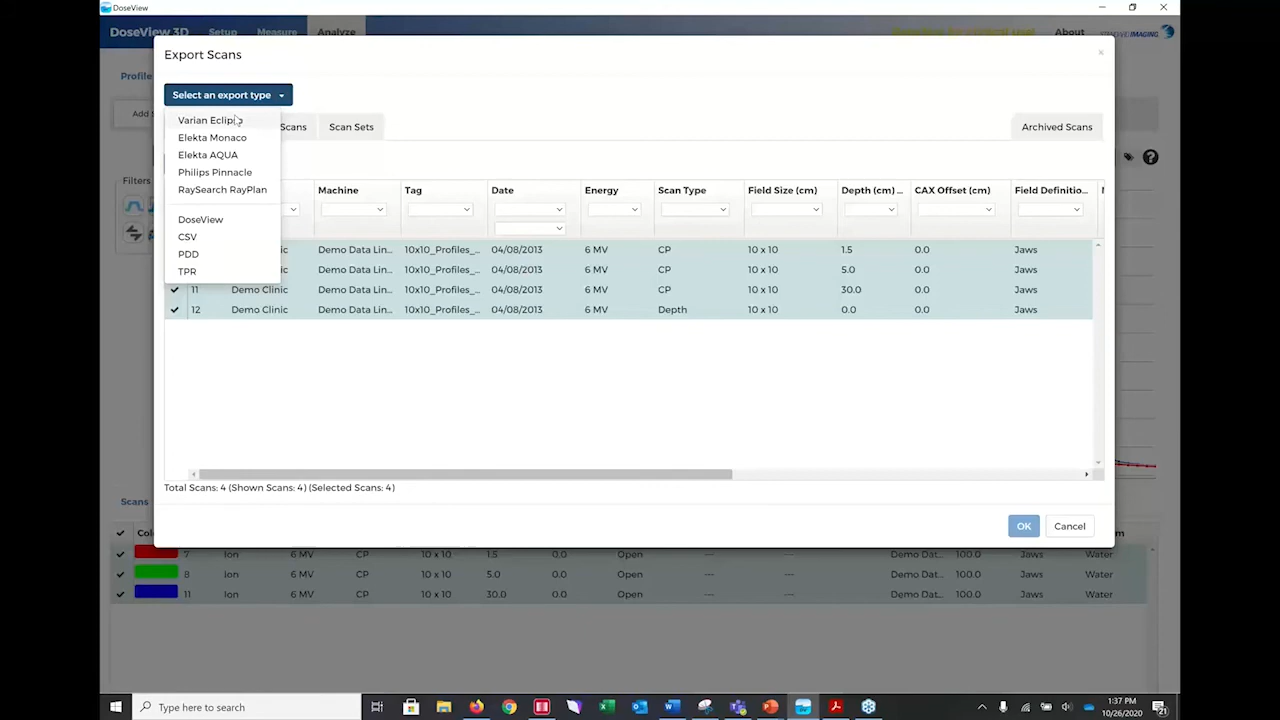 DoseView
DoseView 3D Setup Measure Analyze About
Export Scans ×
Profile
Select an export type
Add
Varian Eclipse
Elekta Monaco
Elekta AQUA
Philips Pinnacle
RaySearch RayPlan
DoseView
CSV
PDD
TPR
Scans Scan Sets Archived Scans
Filters
Machine Tag Date Energy Scan Type Field Size (cm) Depth (cm) ... CAX Offset (cm) Field Definitio...
Demo Data Lin... 10x10_Profiles_... 04/08/2013 6 MV CP 10 x 10 1.5 0.0 Jaws
Demo Data Lin... 10x10_Profiles_... 04/08/2013 6 MV CP 10 x 10 5.0 0.0 Jaws
11 Demo Clinic Demo Data Lin... 10x10_Profiles_... 04/08/2013 6 MV CP 10 x 10 30.0 0.0 Jaws
12 Demo Clinic Demo Data Lin... 10x10_Profiles_... 04/08/2013 6 MV Depth 10 x 10 0.0 0.0 Jaws
Total Scans: 4 (Shown Scans: 4) (Selected Scans: 4)
Scans
OK Cancel
7 Ion 6 MV CP 10 x 10 1.5 0.0 Open --- --- Demo Dat... 100.0 Jaws Water
8 Ion 6 MV CP 10 x 10 5.0 0.0 Open --- --- Demo Dat... 100.0 Jaws Water
11 Ion 6 MV CP 10 x 10 30.0 0.0 Open --- --- Demo Dat... 100.0 Jaws Water
Type here to search
1:37 PM
10/26/2020
21